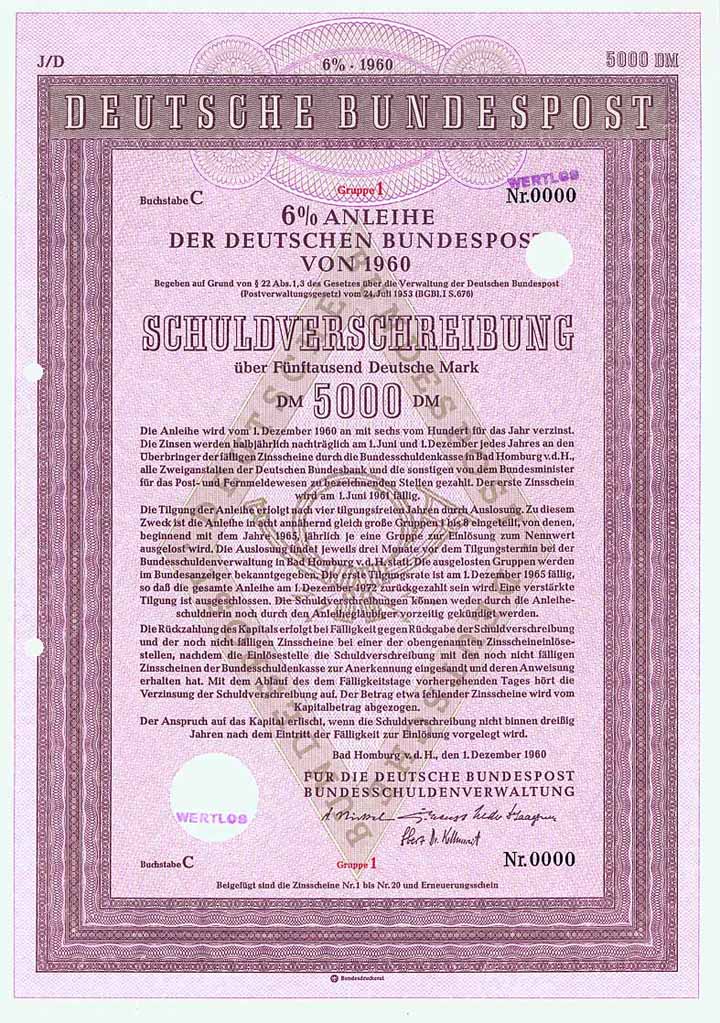 J/D
6% · 1960
5000 DM
DEUTSCHE BUNDESPOST
WERTLOS
Buchstabe C
Gruppe 1
Nr. 0000
6% ANLEIHE
DER DEUTSCHEN BUNDESPOST
VON 1960
Begeben auf Grund von § 22 Abs. 1, 3 des Gesetzes über die Verwaltung der Deutschen Bundespost
(Postverwaltungsgesetz) vom 24. Juli 1953 (BGBl. I S. 676)
SCHULDVERSCHREIBUNG
über Fünftausend Deutsche Mark
DM 5000 DM
Die Anleihe wird vom 1. Dezember 1960 an mit sechs vom Hundert für das Jahr verzinst.
Die Zinsen werden halbjährlich nachträglich am 1. Juni und 1. Dezember jedes Jahres an den
Überbringer der fälligen Zinsscheine durch die Bundesschuldenkasse in Bad Homburg v. d. H.,
alle Zweiganstalten der Deutschen Bundesbank und die sonstigen von dem Bundesminister
für das Post- und Fernmeldewesen zu bezeichnenden Stellen gezahlt. Der erste Zinsschein
wird am 1. Juni 1961 fällig.
Die Tilgung der Anleihe erfolgt nach vier tilgungsfreien Jahren durch Auslosung. Zu diesem
Zweck ist die Anleihe in acht annähernd gleich große Gruppen 1 bis 8 eingeteilt, von denen,
beginnend mit dem Jahre 1965, jährlich je eine Gruppe zur Einlösung zum Nennwert
ausgelost wird. Die Auslosung findet jeweils drei Monate vor dem Tilgungstermin bei der
Bundesschuldenverwaltung in Bad Homburg v. d. H. statt. Die ausgelosten Gruppen werden
im Bundesanzeiger bekanntgegeben. Die erste Tilgungsrate ist am 1. Dezember 1965 fällig,
so daß die gesamte Anleihe am 1. Dezember 1972 zurückgezahlt sein wird. Eine verstärkte
Tilgung ist ausgeschlossen. Die Schuldverschreibungen können weder durch die Anleihe-
schuldnerin noch durch den Anleihegläubiger vorzeitig gekündigt werden.
Die Rückzahlung des Kapitals erfolgt bei Fälligkeit gegen Rückgabe der Schuldverschreibung
und der noch nicht fälligen Zinsscheine bei einer der obengenannten Zinsscheineinlöse-
stellen, nachdem die Einlösestelle die Schuldverschreibung mit den noch nicht fälligen
Zinsscheinen der Bundesschuldenkasse zur Anerkennung eingesandt und deren Anweisung
erhalten hat. Mit dem Ablauf des dem Fälligkeitstage vorhergehenden Tages hört die
Verzinsung der Schuldverschreibung auf. Der Betrag etwa fehlender Zinsscheine wird vom
Kapitalbetrag abgezogen.
Der Anspruch auf das Kapital erlischt, wenn die Schuldverschreibung nicht binnen dreißig
Jahren nach dem Eintritt der Fälligkeit zur Einlösung vorgelegt wird.
Bad Homburg v. d. H., den 1. Dezember 1960
FÜR DIE DEUTSCHE BUNDESPOST
BUNDESSCHULDENVERWALTUNG
WERTLOS
Buchstabe C
Gruppe 1
Nr. 0000
Beigefügt sind die Zinsscheine Nr. 1 bis Nr. 20 und Erneuerungsschein
Bundesdruckerei